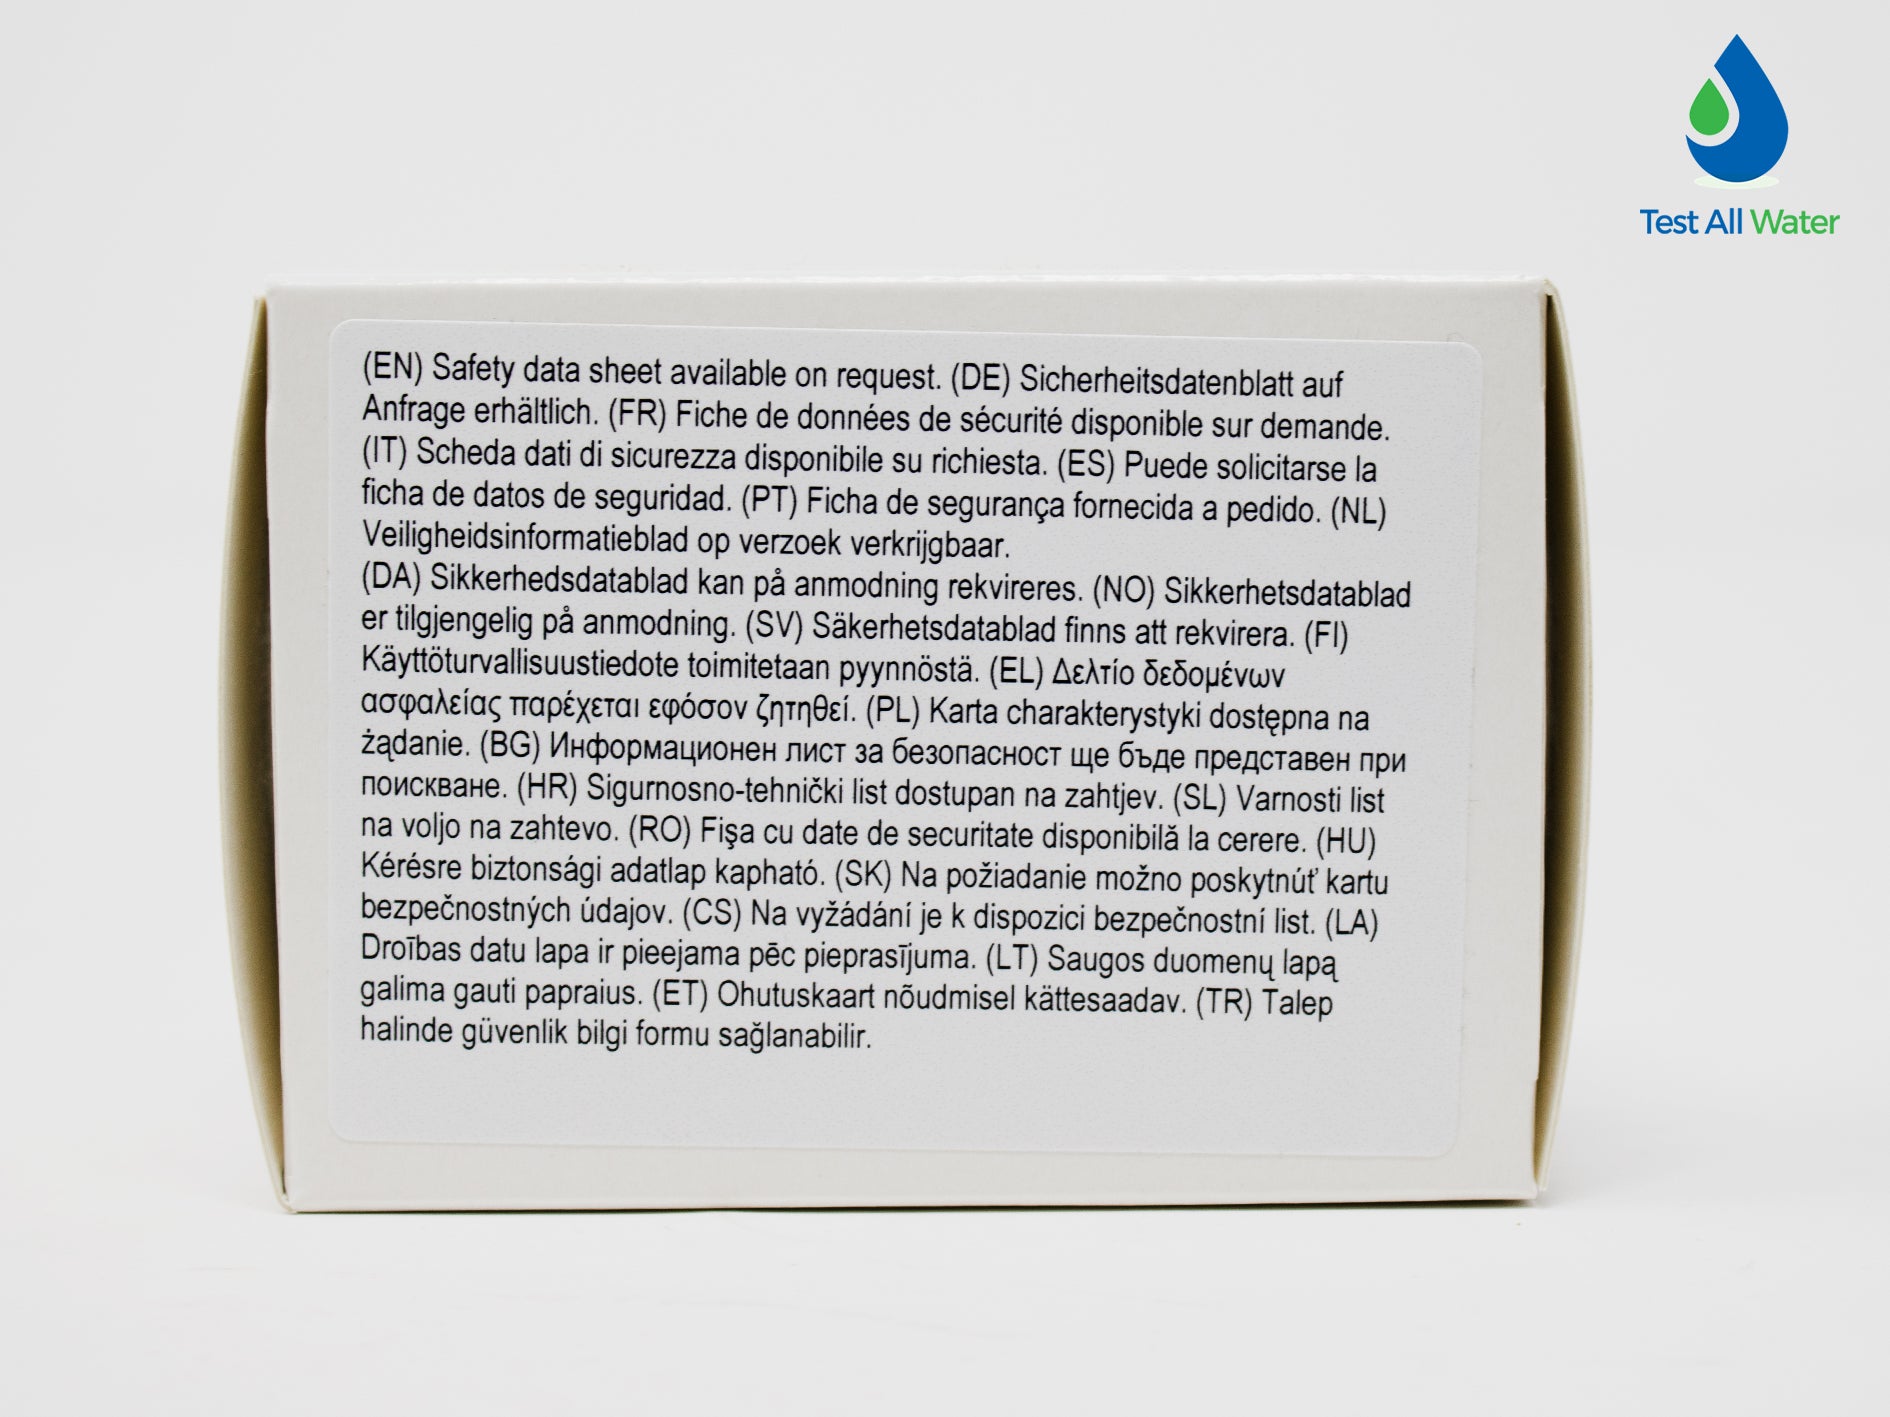 Test All Water
(EN) Safety data sheet available on request. (DE) Sicherheitsdatenblatt auf
Anfrage erhältlich. (FR) Fiche de données de sécurité disponible sur demande.
(IT) Scheda dati di sicurezza disponibile su richiesta. (ES) Puede solicitarse la
ficha de datos de seguridad. (PT) Ficha de segurança fornecida a pedido. (NL)
Veiligheidsinformatieblad op verzoek verkrijgbaar.
(DA) Sikkerhedsdatablad kan på anmodning rekvireres. (NO) Sikkerhetsdatablad
er tilgjengelig på anmodning. (SV) Säkerhetsdatablad finns att rekvirera. (FI)
Käyttöturvallisuustiedote toimitetaan pyynnöstä. (EL) Δελτίο δεδομένων
ασφαλείας παρέχεται εφόσον ζητηθεί. (PL) Karta charakterystyki dostępna na
żądanie. (BG) Информационен лист за безопасност ще бъде представен при
поискване. (HR) Sigurnosno-tehnički list dostupan na zahtjev. (SL) Varnosti list
na voljo na zahtevo. (RO) Fişa cu date de securitate disponibilă la cerere. (HU)
Kérésre biztonsági adatlap kapható. (SK) Na požiadanie možno poskytnúť kartu
bezpečnostných údajov. (CS) Na vyžádání je k dispozici bezpečnostní list. (LA)
Droības datu lapa ir pieejama pēc pieprasījuma. (LT) Saugos duomenų lapą
galima gauti papraius. (ET) Ohutuskaart nõudmisel kättesaadav. (TR) Talep
halinde güvenlik bilgi formu sağlanabilir.